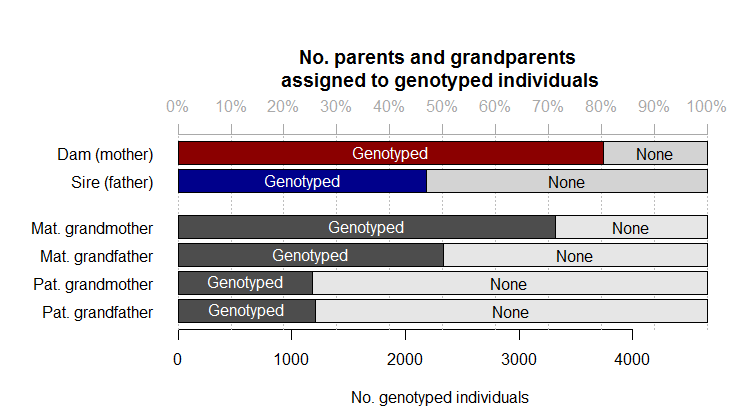 No. parents and grandparents
assigned to genotyped individuals
0% 10% 20% 30% 40% 50% 60% 70% 80% 90% 100%
Dam (mother) Genotyped None
Sire (father) Genotyped None
Mat. grandmother Genotyped None
Mat. grandfather Genotyped None
Pat. grandmother Genotyped None
Pat. grandfather Genotyped None
0 1000 2000 3000 4000
No. genotyped individuals